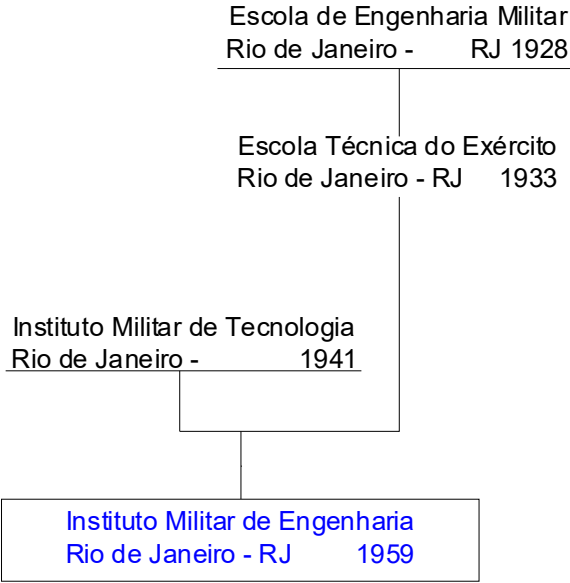 Escola de Engenharia Militar
Rio de Janeiro - RJ 1928
Escola Técnica do Exército
Rio de Janeiro - RJ 1933
Instituto Militar de Tecnologia
Rio de Janeiro - 1941
Instituto Militar de Engenharia
Rio de Janeiro - RJ 1959